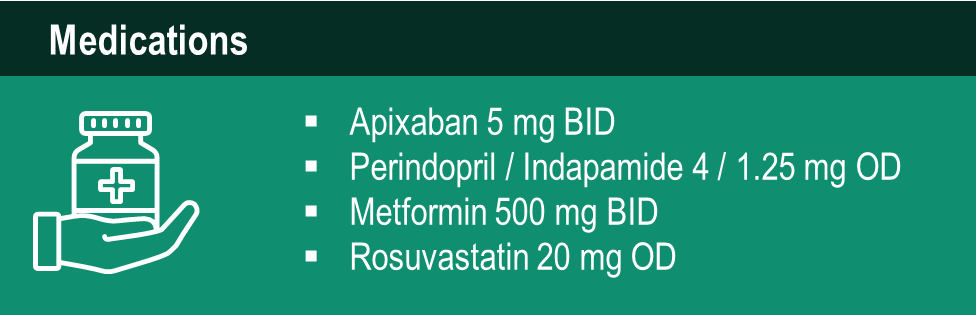 Medications
▪ Apixaban 5 mg BID
▪ Perindopril / Indapamide 4 / 1.25 mg OD
▪ Metformin 500 mg BID
▪ Rosuvastatin 20 mg OD